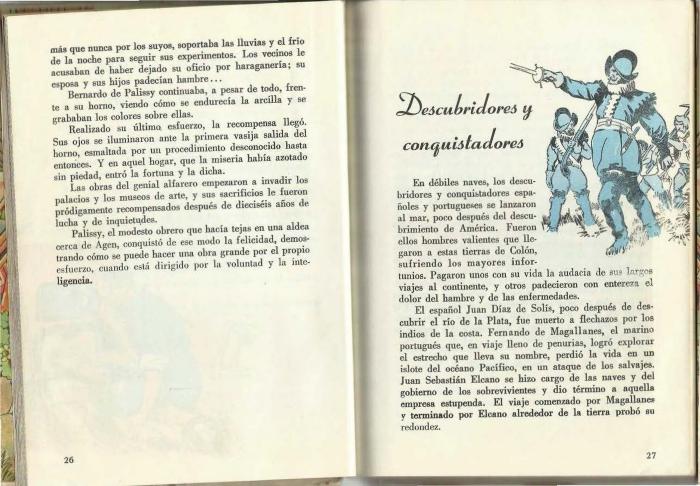 más que nunca por los suyos, soportaba las lluvias y el frío
de la noche para seguir sus experimentos. Los vecinos le
acusaban de haber dejado su oficio por haraganería; su
esposa y sus hijos padecían hambre...
Bernardo de Palissy continuaba, a pesar de todo, fren-
te a su horno, viendo cómo se endurecía la arcilla y se
grababan los colores sobre ellas.
Realizado su último esfuerzo, la recompensa llegó.
Sus ojos se iluminaron ante la primera vasija salida del
horno, esmaltada por un procedimiento desconocido hasta
entonces. Y en aquel hogar, que la miseria había azotado
sin piedad, entró la fortuna y la dicha.
Las obras del genial alfarero empezaron a invadir los
palacios y los museos de arte, y sus sacrificios le fueron
pródigamente recompensados después de dieciséis años de
lucha y de inquietudes.
Palissy, el modesto obrero que hacía tejas en una aldea
cerca de Agen, conquistó de ese modo la felicidad, demos-
trando cómo se puede hacer una obra grande por el propio
esfuerzo, cuando está dirigido por la voluntad y la inte-
ligencia.
26
Descubridores y
conquistadores
En débiles naves, los descu-
bridores y conquistadores espa-
ñoles y portugueses se lanzaron
al mar, poco después del descu-
brimiento de América. Fueron
ellos hombres valientes que lle-
garon a estas tierras de Colón,
sufriendo los mayores infor-
tunios. Pagaron unos con su vida la audacia de sus largos
viajes al continente, y otros padecieron con entereza el
dolor del hambre y de las enfermedades.
El español Juan Díaz de Solís, poco después de des-
cubrir el río de la Plata, fue muerto a flechazos por los
indios de la costa. Fernando de Magallanes, el marino
portugués que, en viaje lleno de penurias, logró explorar
el estrecho que lleva su nombre, perdió la vida en un
islote del océano Pacífico, en un ataque de los salvajes.
Juan Sebastián Elcano se hizo cargo de las naves y del
gobierno de los sobrevivientes y dio término a aquella
empresa estupenda. El viaje comenzado por Magallanes
y terminado por Elcano alrededor de la tierra probó su
redondez.
27